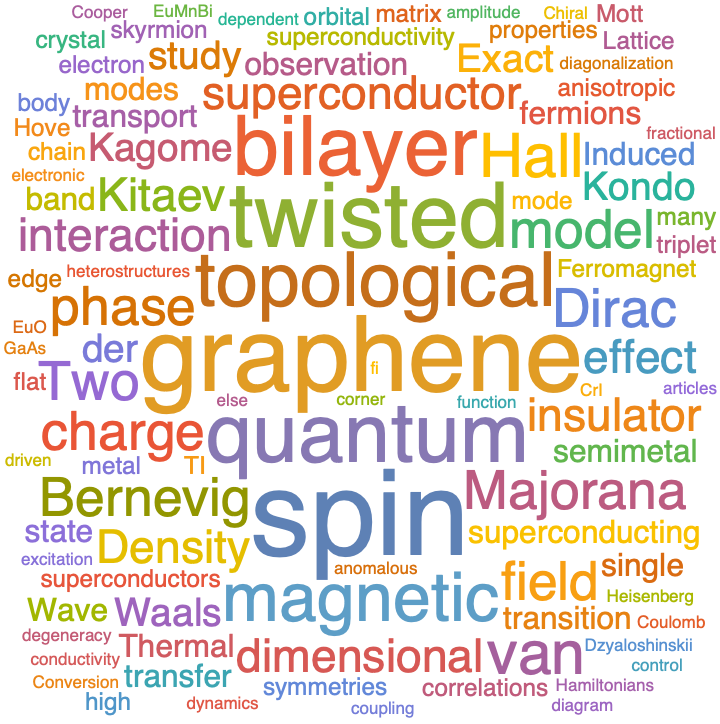 Cooper EuMnBi dependent orbital matrix amplitude Chiral Mott
crystal skyrmion superconductivity properties Lattice
electron study observation Exact diagonalization
body modes superconductor anisotropic
Hove transport bilayer Hall fermions fractional
chain Kagome Induced
electronic band Kitaev twisted mode Kondo
interaction model many
triplet
edge heterostructures topological Ferromagnet
EuO phase Dirac
GaAs der graphene effect
flat Two fi CrI articles
else corner function
charge quantum insulator
driven metal TI semimetal
Bernevig spin Majorana
state Density superconducting
excitation anomalous single
superconductors magnetic field Heisenberg
Wave Waals transition Coulomb
degeneracy Thermal dimensional van Dzyaloshinskii
conductivity transfer control
Conversion symmetries correlations Hamiltonians
high dynamics coupling diagram